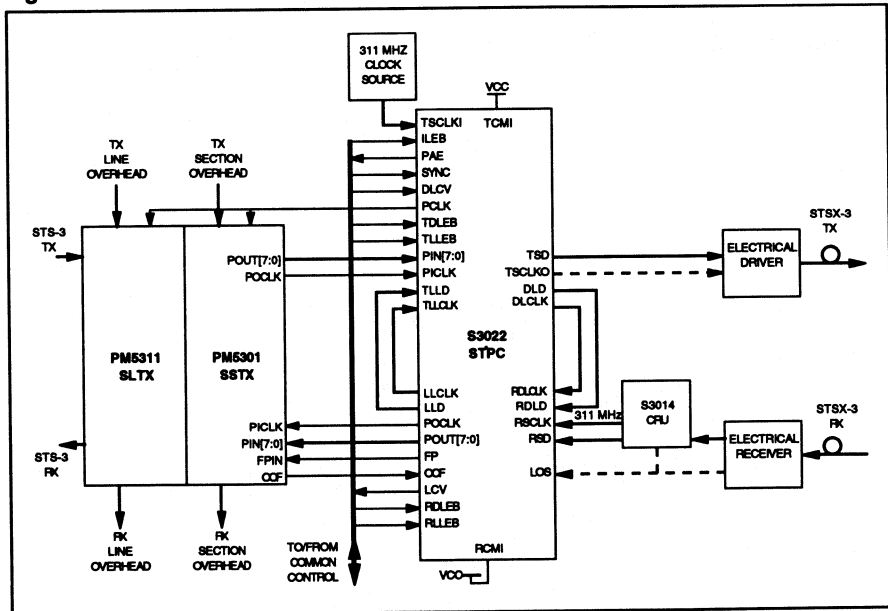 311 MHZ
CLOCK
SOURCE
VCC
TSCLKI
TCMI
ILEB
PAE
SYNC
DLCV
PCLK
TDLEB
TLLEB
PIN[7:0]
PICLK
TLLD
TLLCLK
TX
LINE
OVERHEAD
TX
SECTION
OVERHEAD
STS-3
TX
POUT[7:0]
POCLK
PM5311
SLTX
PM5301
SSTX
PICLK
PIN[7:0]
FPIN
OOF
STS-3
RX
RX
LINE
OVERHEAD
RX
SECTION
OVERHEAD
TO/FROM
COMMON
CONTROL
S3022
STPC
LLCLK
LLD
POCLK
POUT[7:0]
FP
OOF
LCV
RDLEB
RLLEB
RCMI
VCC
TSD
TSCLKO
DLD
DLCLK
RDLCLK
RDLD
RSCLK
RSD
LOS
311 MHz
S3014
CRU
ELECTRICAL
DRIVER
STSX-3
TX
ELECTRICAL
RECEIVER
STSX-3
RX